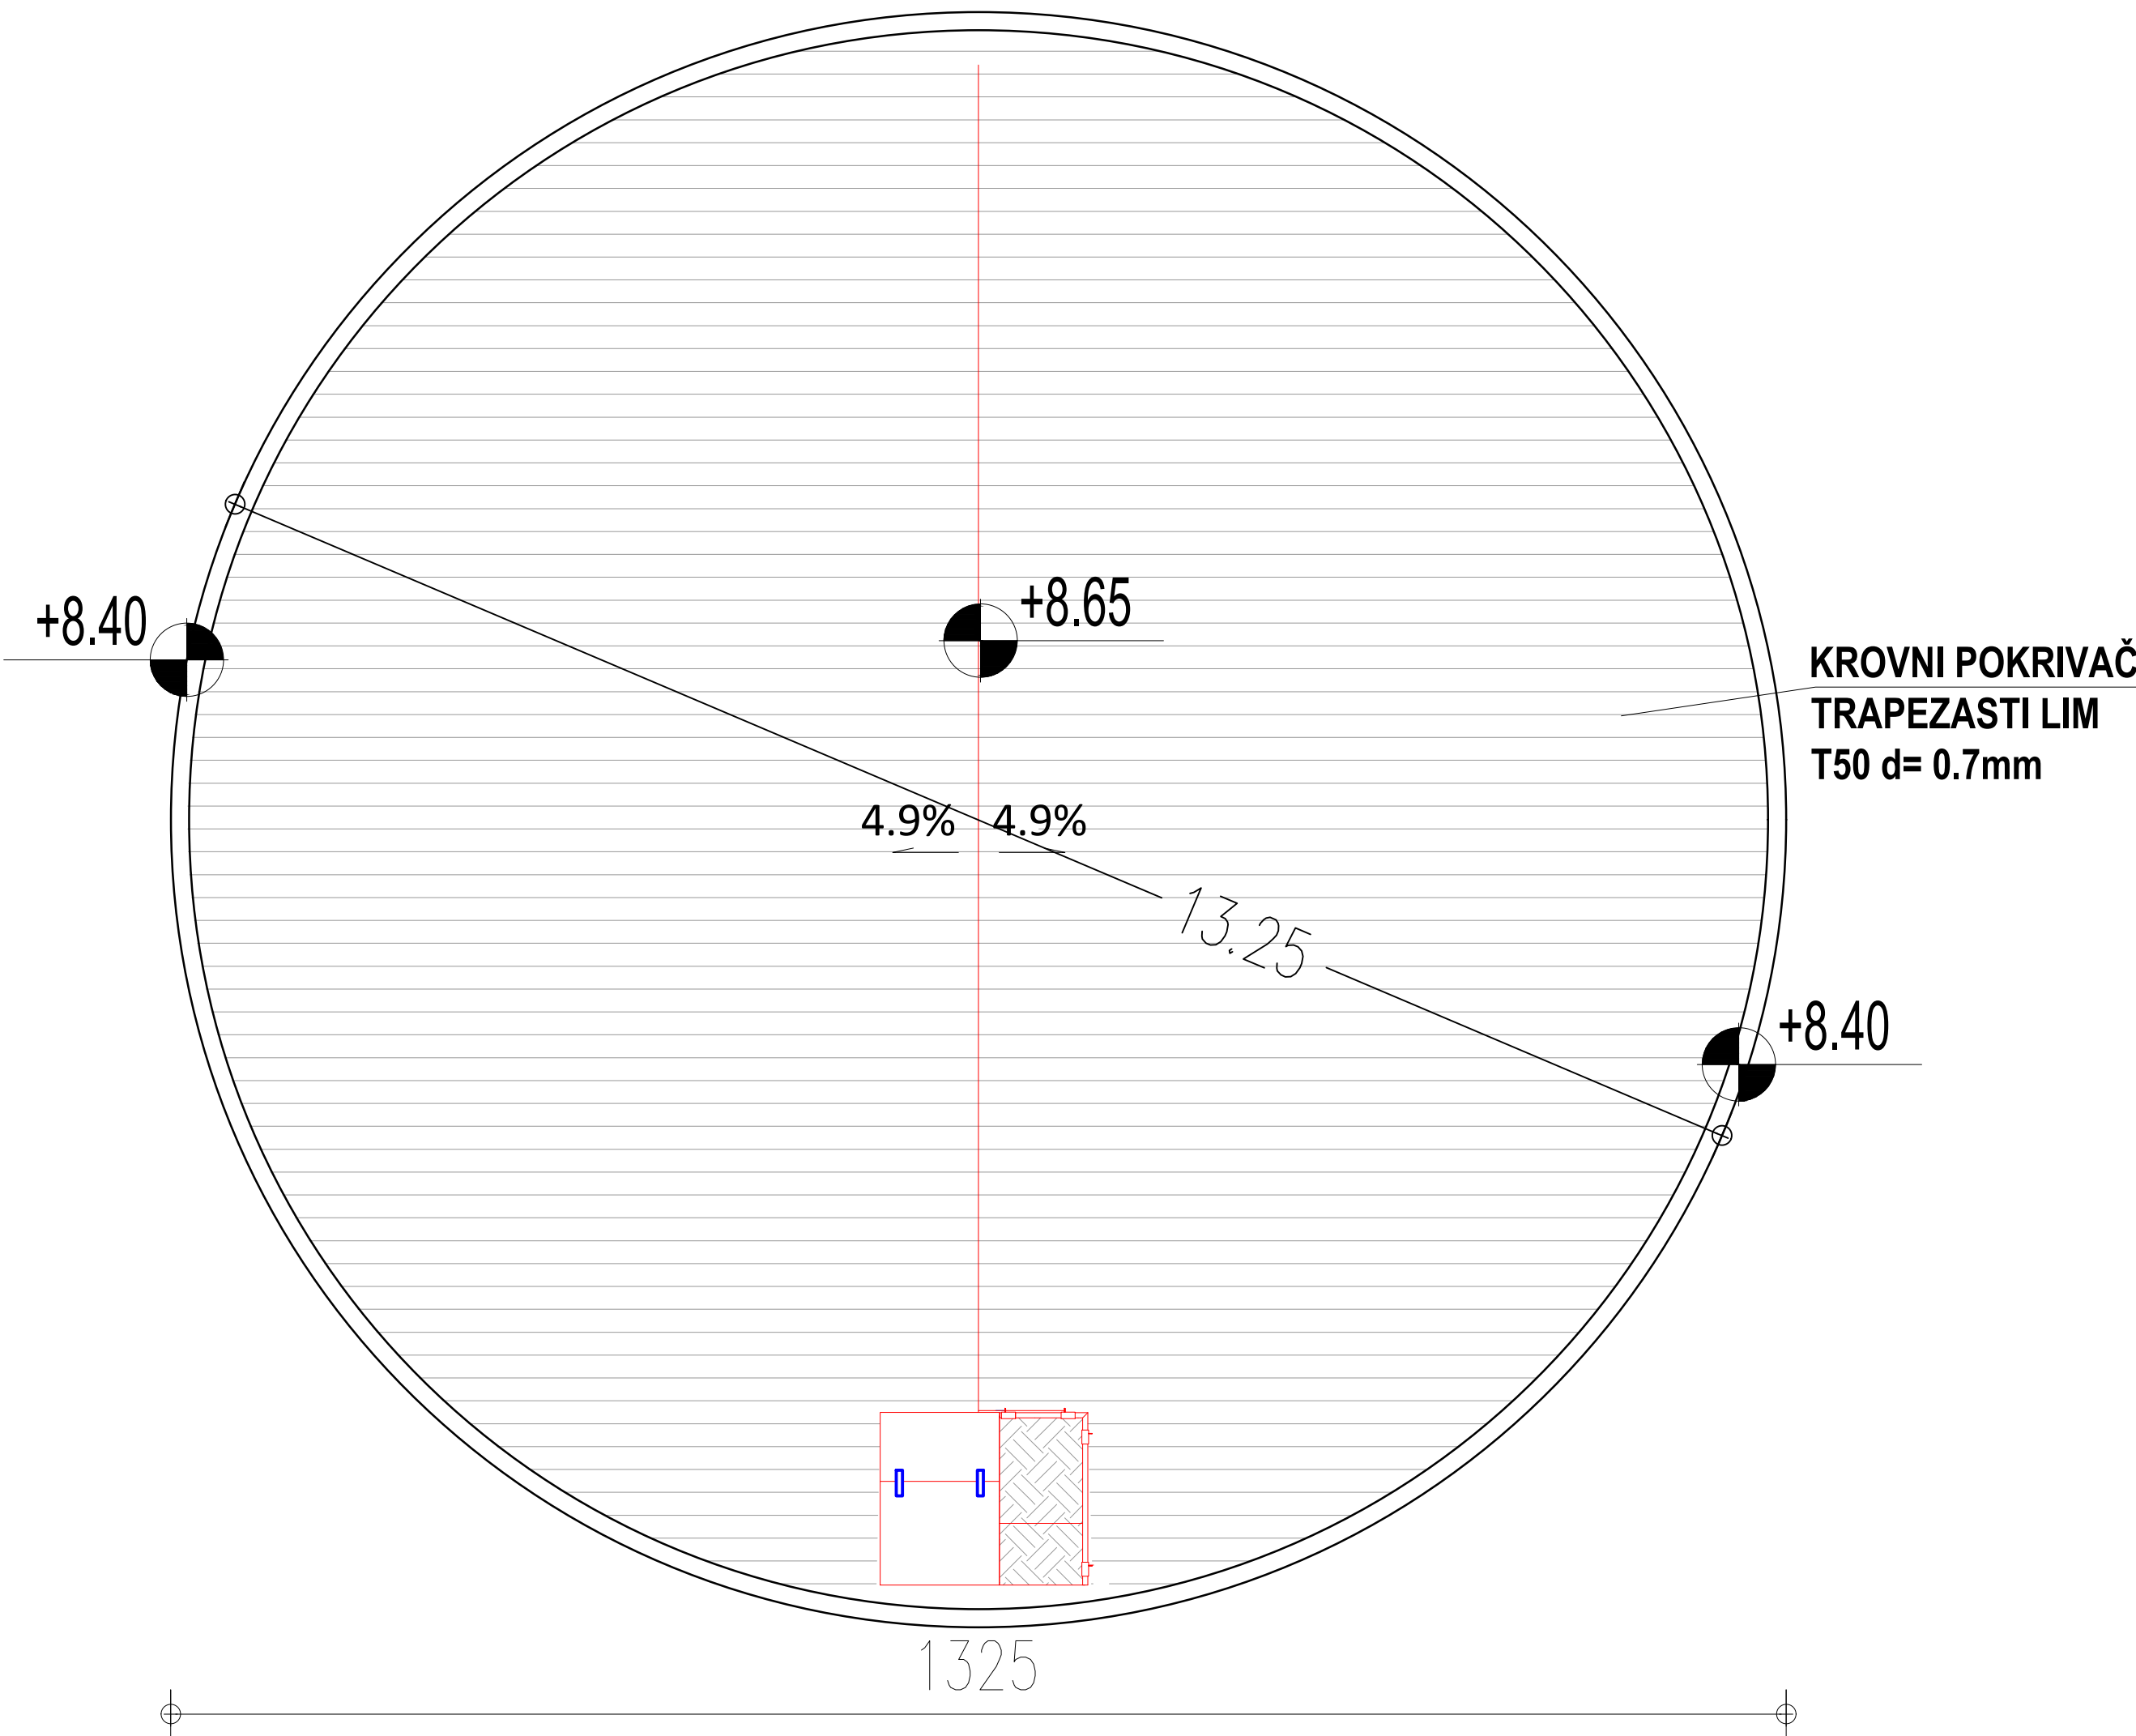 +8.40
+8.65
KROVNI POKRIVAČ
TRAPEZASTI LIM
T50 d= 0.7mm
4.9% 4.9%
13.25
+8.40
1325